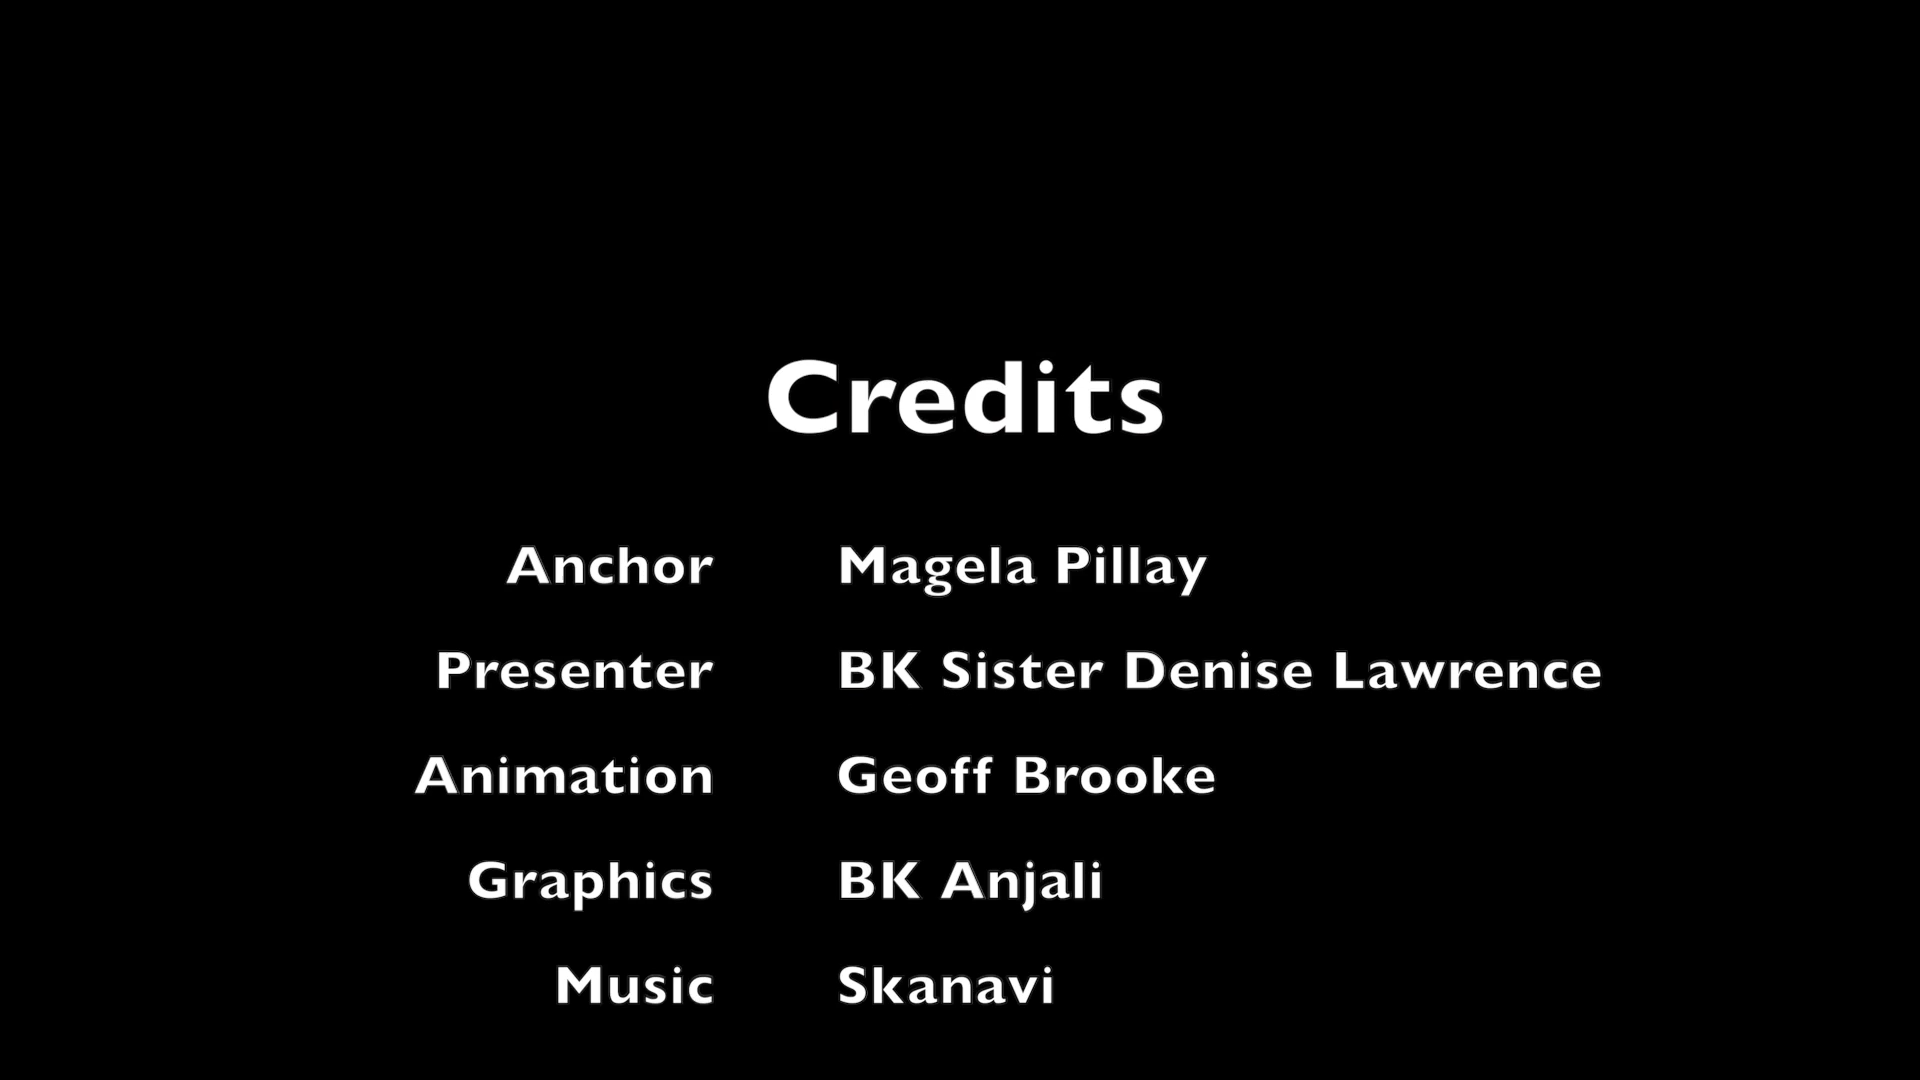 Credits
Anchor Magela Pillay
Presenter BK Sister Denise Lawrence
Animation Geoff Brooke
Graphics BK Anjali
Music Skanavi